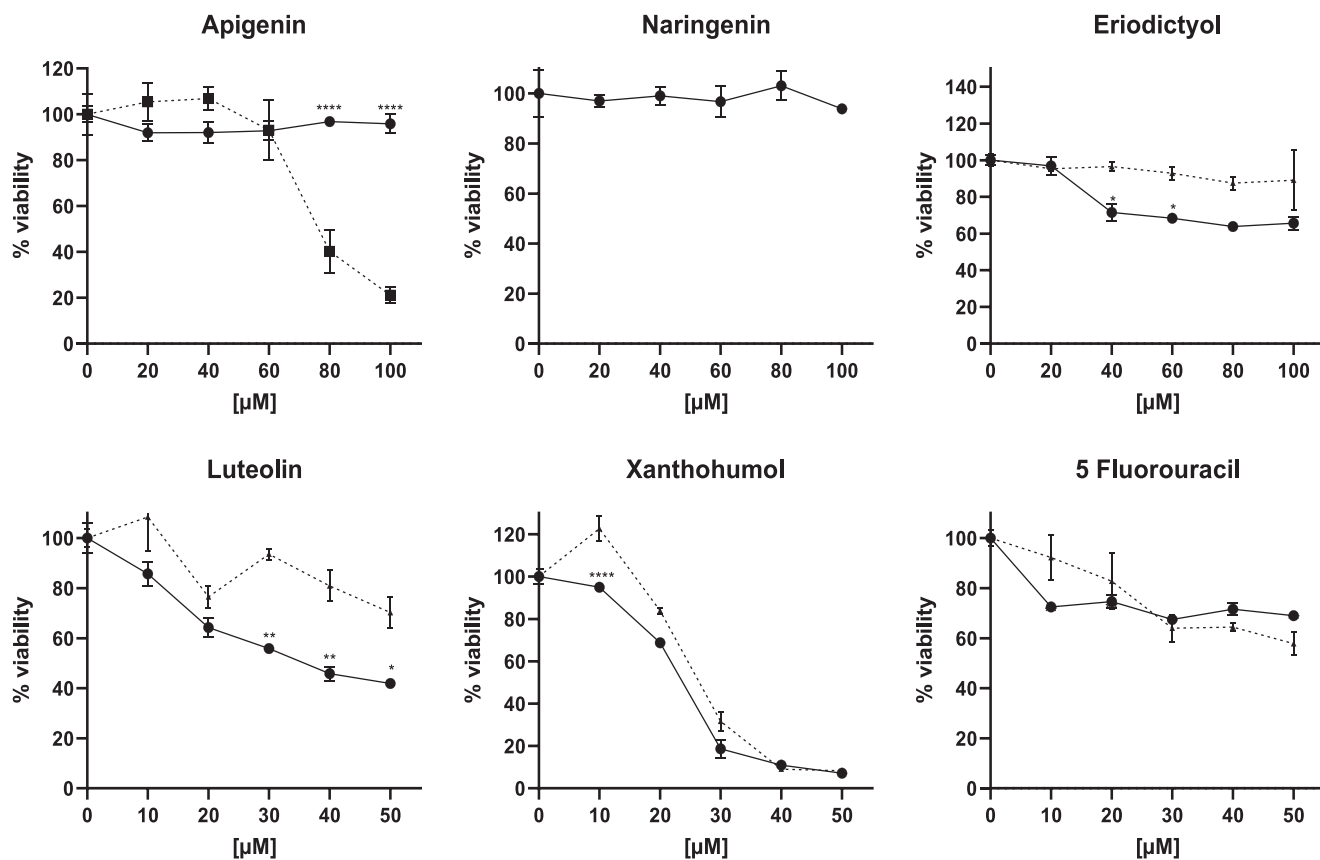 Apigenin
120
100
80
60
40
20
0
% viability
**** ****
0 20 40 60 80 100
[µM]
Naringenin
100
80
60
40
20
0
% viability
0 20 40 60 80 100
[µM]
Eriodictyol
140
120
100
80
60
40
20
0
% viability
* *
0 20 40 60 80 100
[µM]
Luteolin
100
80
60
40
20
0
% viability
** ** *
0 10 20 30 40 50
[µM]
Xanthohumol
120
100
80
60
40
20
0
% viability
****
0 10 20 30 40 50
[µM]
5 Fluorouracil
100
80
60
40
20
0
% viability
0 10 20 30 40 50
[µM]